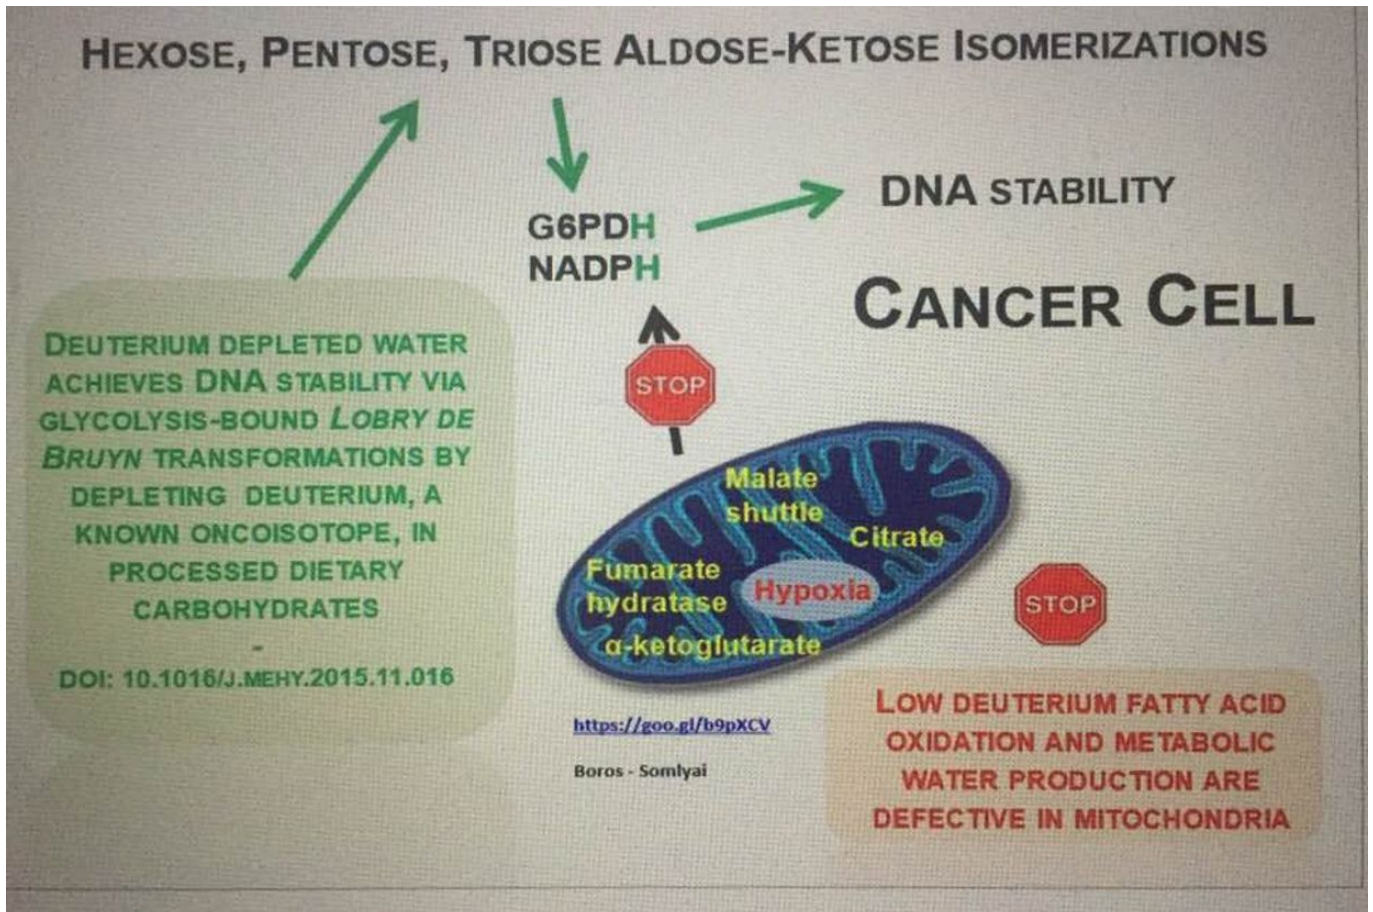 HEXOSE, PENTOSE, TRIOSE ALDOSE-KETOSE ISOMERIZATIONS
G6PDH
NADPH
DNA STABILITY
CANCER CELL
DEUTERIUM DEPLETED WATER
ACHIEVES DNA STABILITY VIA
GLYCOLYSIS-BOUND LOBRY DE
BRUYN TRANSFORMATIONS BY
DEPLETING DEUTERIUM, A
KNOWN ONCOISOTOPE, IN
PROCESSED DIETARY
CARBOHYDRATES
-
DOI: 10.1016/J.MEHY.2015.11.016
STOP
Malate
shuttle
Citrate
Fumarate
hydratase
Hypoxia
α-ketoglutarate
https://goo.gl/b9pXCV
Boros - Somlyai
STOP
LOW DEUTERIUM FATTY ACID
OXIDATION AND METABOLIC
WATER PRODUCTION ARE
DEFECTIVE IN MITOCHONDRIA